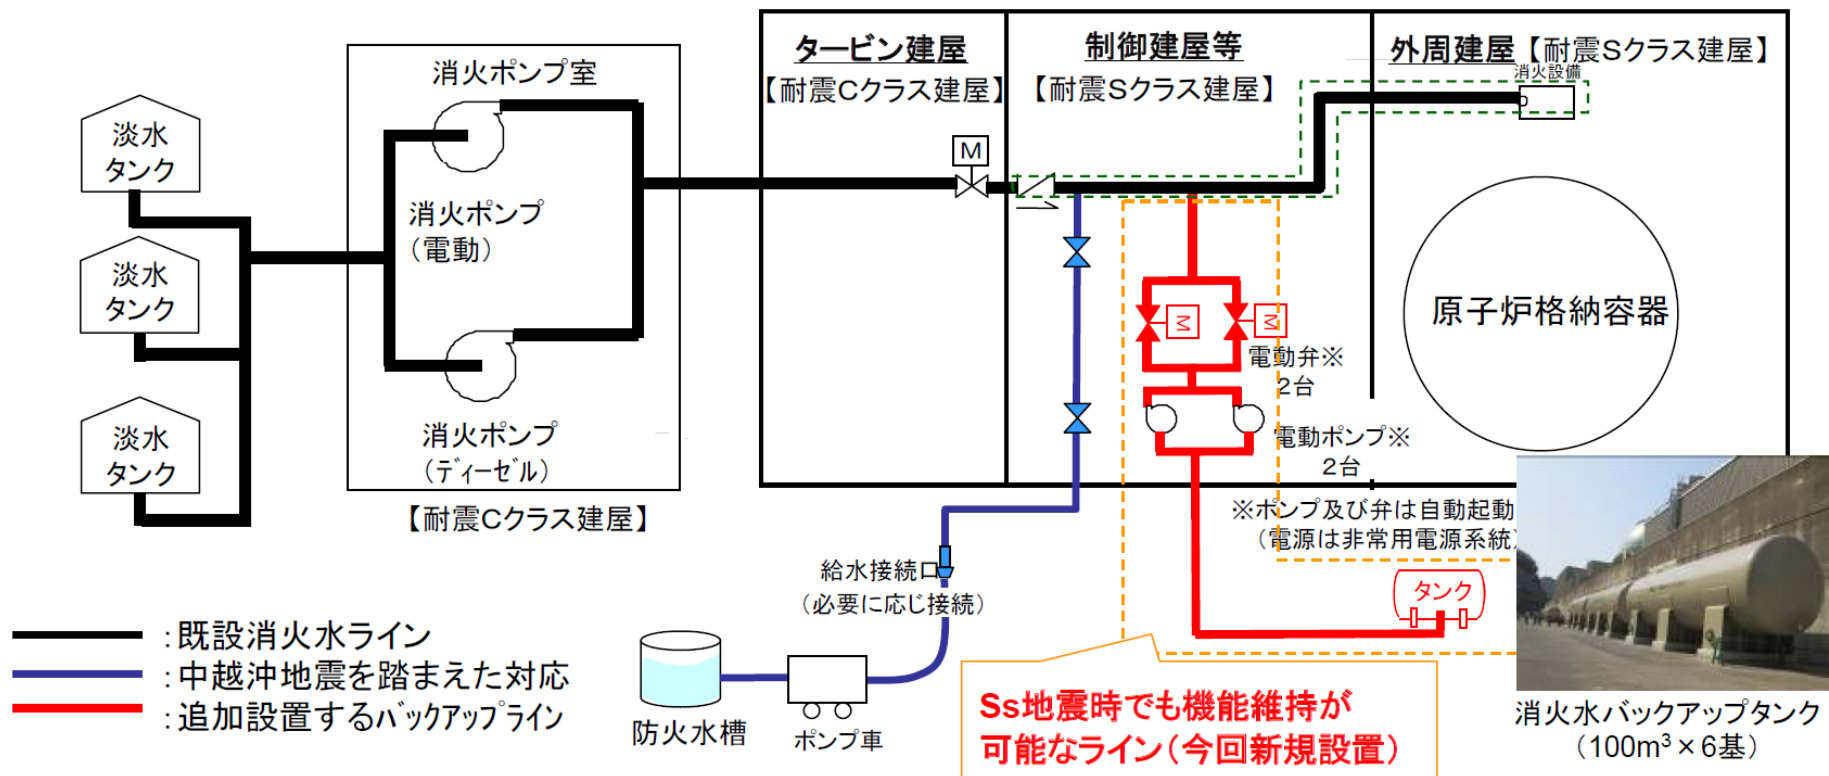 淡水
タンク
淡水
タンク
淡水
タンク
消火ポンプ室
消火ポンプ
（電動）
消火ポンプ
（ディーゼル）
【耐震Cクラス建屋】
タービン建屋
【耐震Cクラス建屋】
制御建屋等
【耐震Sクラス建屋】
外周建屋【耐震Sクラス建屋】
消火設備
M
M
M
電動弁※
2台
電動ポンプ※
2台
原子炉格納容器
※ポンプ及び弁は自動起動
（電源は非常用電源系統）
タンク
給水接続口
（必要に応じ接続）
防火水槽
ポンプ車
：既設消火水ライン
：中越沖地震を踏まえた対応
：追加設置するバックアップライン
Ss地震時でも機能維持が
可能なライン（今回新規設置）
消火水バックアップタンク
（100m³×6基）